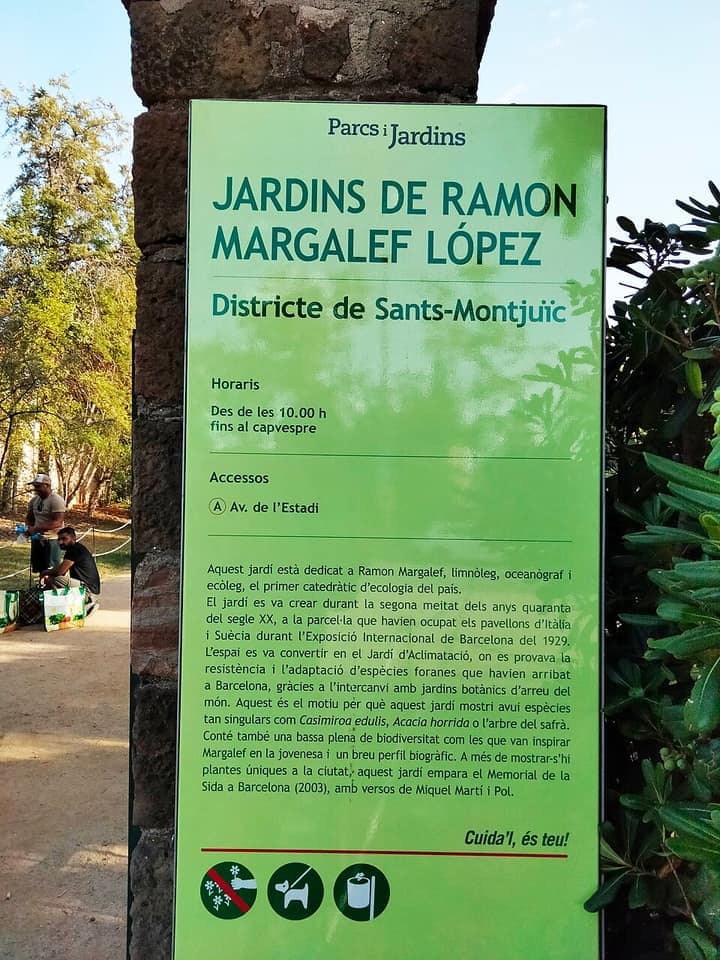 Parcs i Jardins
JARDINS DE RAMON
MARGALEF LÓPEZ
Districte de Sants-Montjuïc
Horaris
Des de les 10.00 h
fins al capvespre
Accessos
A Av. de l'Estadi
Aquest jardí està dedicat a Ramon Margalef, limnòleg, oceanògraf i
ecòleg, el primer catedràtic d'ecologia del país.
El jardí es va crear durant la segona meitat dels anys quaranta
del segle XX, a la parcel·la que havien ocupat els pavellons d'Itàlia
i Suècia durant l'Exposició Internacional de Barcelona del 1929.
L'espai es va convertir en el Jardí d'Aclimatació, on es provava la
resistència i l'adaptació d'espècies foranes que havien arribat
a Barcelona, gràcies a l'intercanvi amb jardins botànics d'arreu del
món. Aquest és el motiu per què aquest jardí mostri avui espècies
tan singulars com Casimiroa edulis, Acacia horrida o l'arbre del safrà.
Conté també una bassa plena de biodiversitat com les que van inspirar
Margalef en la jovenesa i un breu perfil biogràfic. A més de mostrar-s'hi
plantes úniques a la ciutat, aquest jardí empara el Memorial de la
Sida a Barcelona (2003), amb versos de Miquel Martí i Pol.
Cuida'l, és teu!